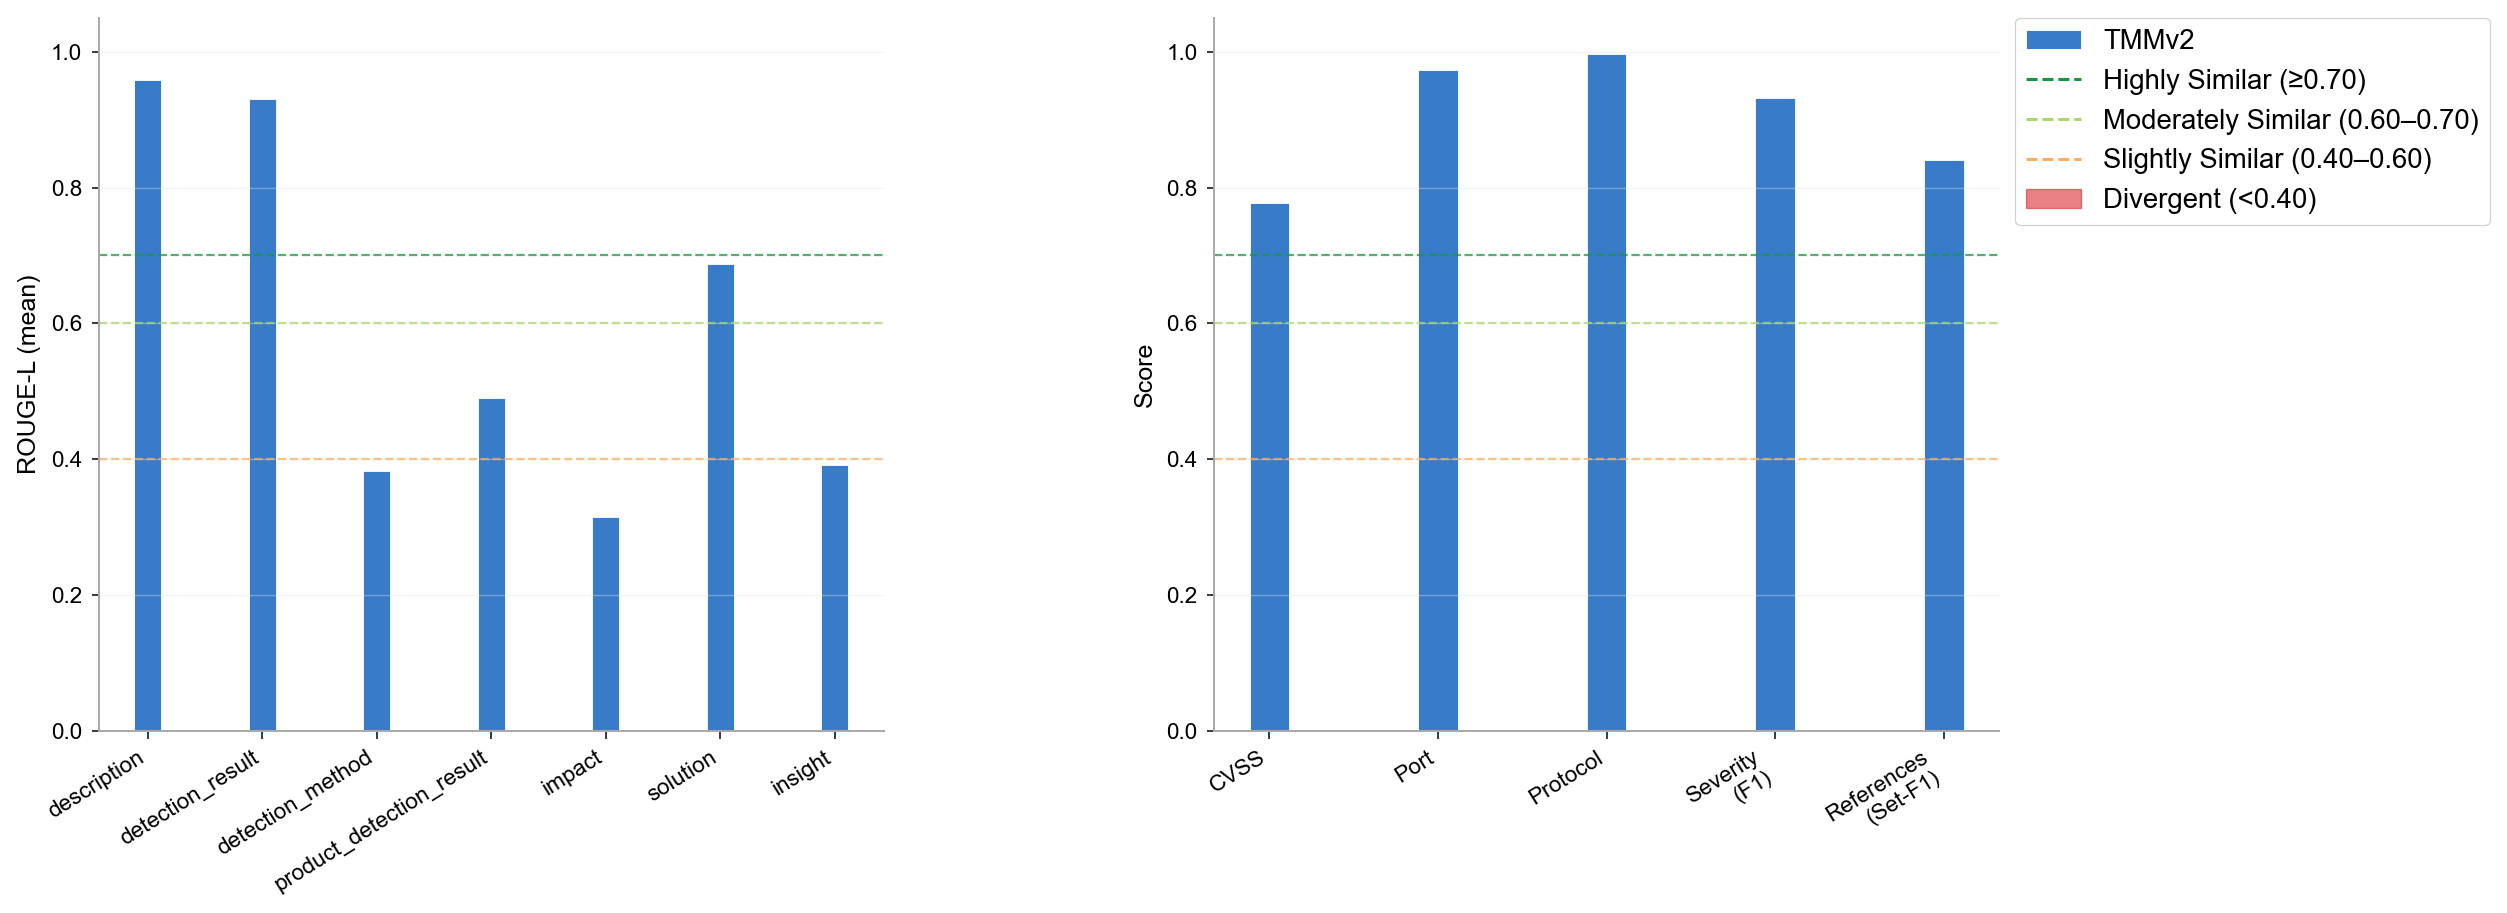 ROUGE-L (mean)
1.0
0.8
0.6
0.4
0.2
0.0
description
detection_result
detection_method
product_detection_result
impact
solution
insight
Score
1.0
0.8
0.6
0.4
0.2
0.0
CVSS
Port
Protocol
Severity
(F1)
References
(Set-F1)
TMMv2
Highly Similar (≥0.70)
Moderately Similar (0.60–0.70)
Slightly Similar (0.40–0.60)
Divergent (<0.40)